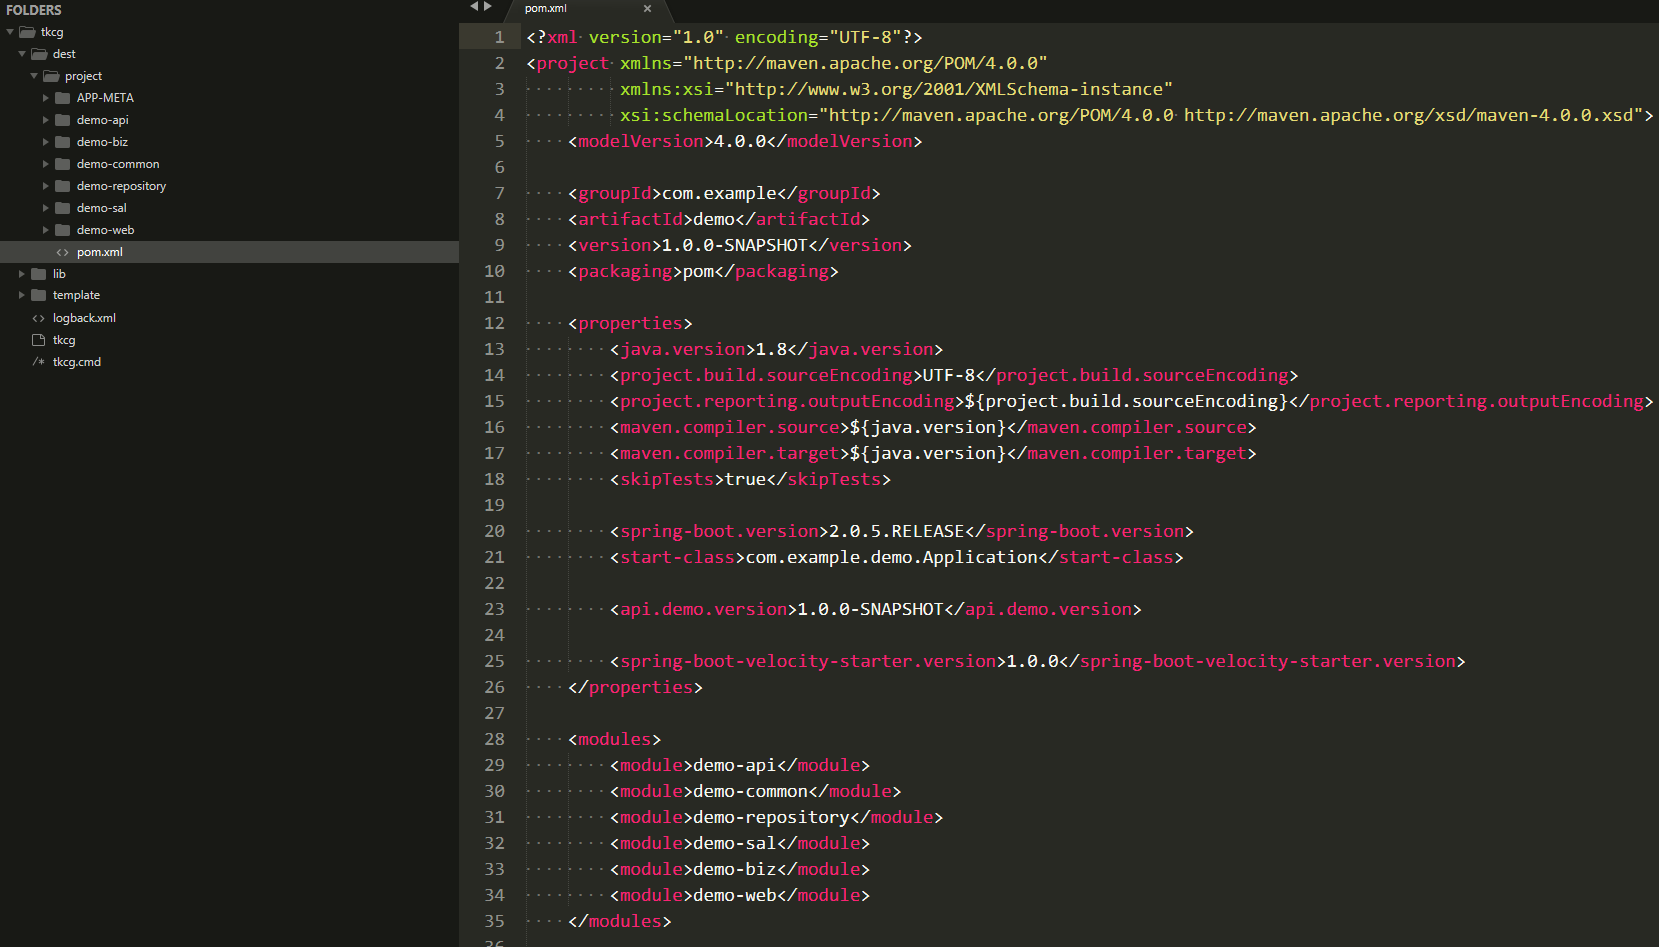 FOLDERS
tkcg
dest
project
APP-META
demo-api
demo-biz
demo-common
demo-repository
demo-sal
demo-web
<> pom.xml
lib
template
<> logback.xml
tkcg
/* tkcg.cmd
pom.xml ×
1 <?xml version="1.0" encoding="UTF-8"?>
2 <project xmlns="http://maven.apache.org/POM/4.0.0"
3 xmlns:xsi="http://www.w3.org/2001/XMLSchema-instance"
4 xsi:schemaLocation="http://maven.apache.org/POM/4.0.0 http://maven.apache.org/xsd/maven-4.0.0.xsd">
5 <modelVersion>4.0.0</modelVersion>
6
7 <groupId>com.example</groupId>
8 <artifactId>demo</artifactId>
9 <version>1.0.0-SNAPSHOT</version>
10 <packaging>pom</packaging>
11
12 <properties>
13 <java.version>1.8</java.version>
14 <project.build.sourceEncoding>UTF-8</project.build.sourceEncoding>
15 <project.reporting.outputEncoding>${project.build.sourceEncoding}</project.reporting.outputEncoding>
16 <maven.compiler.source>${java.version}</maven.compiler.source>
17 <maven.compiler.target>${java.version}</maven.compiler.target>
18 <skipTests>true</skipTests>
19
20 <spring-boot.version>2.0.5.RELEASE</spring-boot.version>
21 <start-class>com.example.demo.Application</start-class>
22
23 <api.demo.version>1.0.0-SNAPSHOT</api.demo.version>
24
25 <spring-boot-velocity-starter.version>1.0.0</spring-boot-velocity-starter.version>
26 </properties>
27
28 <modules>
29 <module>demo-api</module>
30 <module>demo-common</module>
31 <module>demo-repository</module>
32 <module>demo-sal</module>
33 <module>demo-biz</module>
34 <module>demo-web</module>
35 </modules>
36